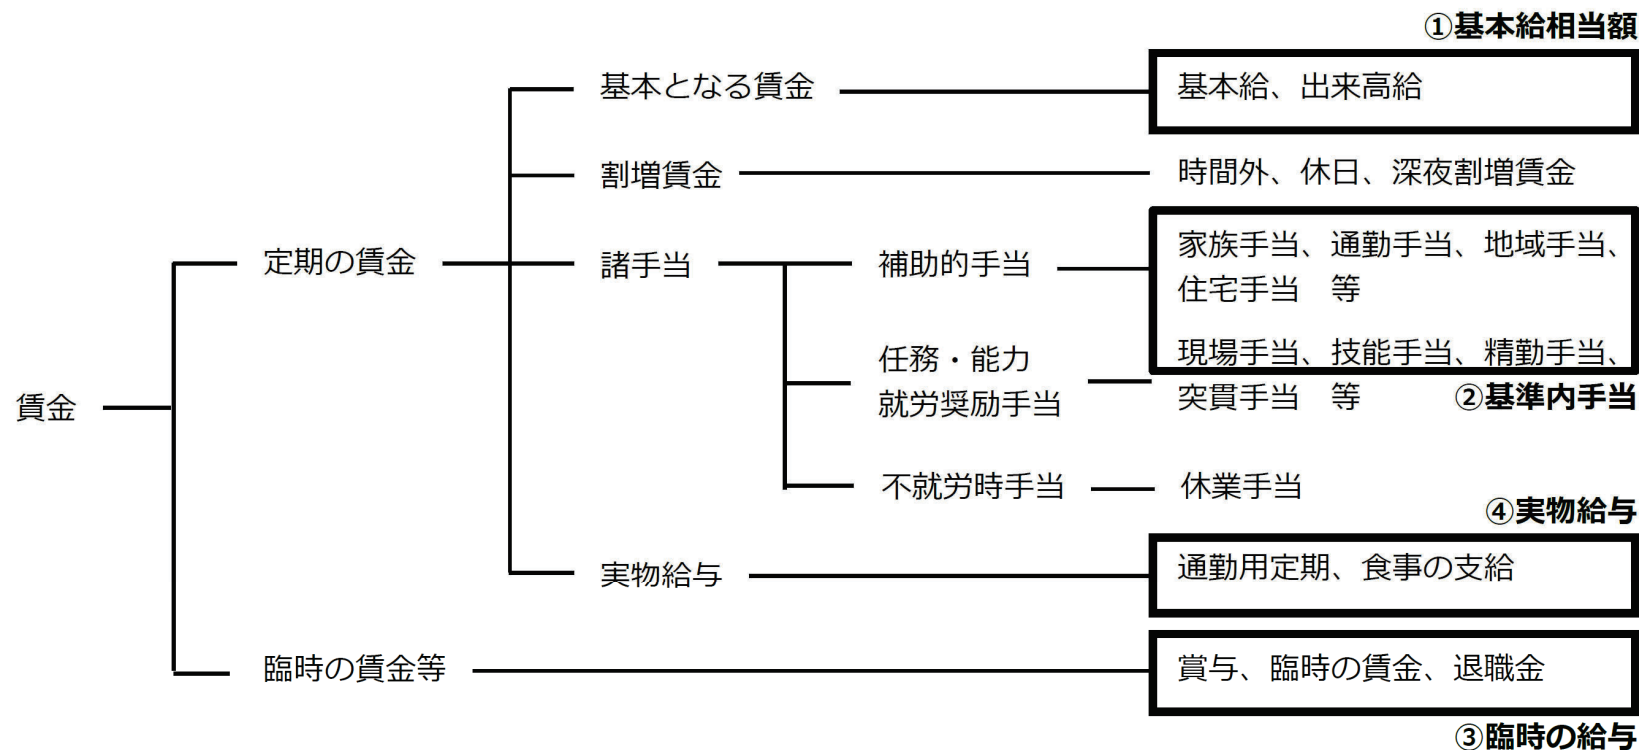 ①基本給相当額
基本となる賃金
基本給、出来高給
割増賃金
時間外、休日、深夜割増賃金
賃金
定期の賃金
諸手当
補助的手当
家族手当、通勤手当、地域手当、
住宅手当　等
任務・能力
就労奨励手当
現場手当、技能手当、精勤手当、
突貫手当　等
②基準内手当
不就労時手当
休業手当
④実物給与
実物給与
通勤用定期、食事の支給
臨時の賃金等
賞与、臨時の賃金、退職金
③臨時の給与